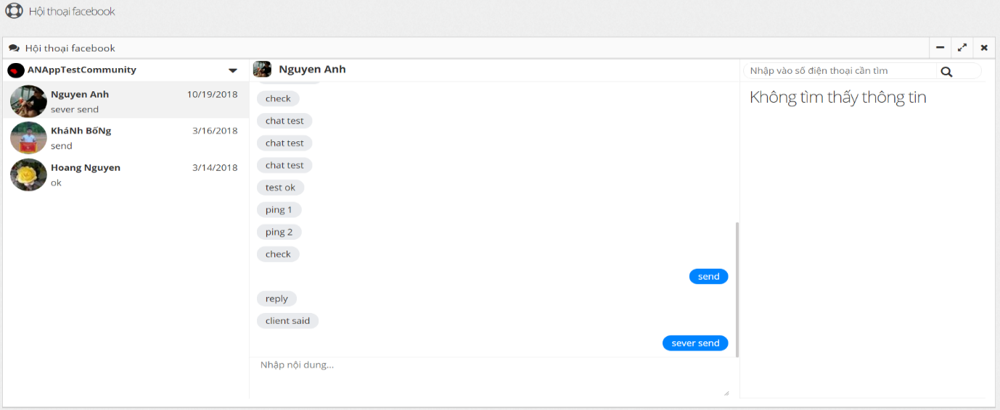 Hội thoại facebook
Hội thoại facebook
ANAppTestCommunity
Nguyen Anh 10/19/2018
sever send
KháNh BốNg 3/16/2018
send
Hoang Nguyen 3/14/2018
ok
Nguyen Anh
check
chat test
chat test
chat test
test ok
ping 1
ping 2
check
send
reply
client said
sever send
Nhập nội dung...
Nhập vào số điện thoại cần tìm
Không tìm thấy thông tin